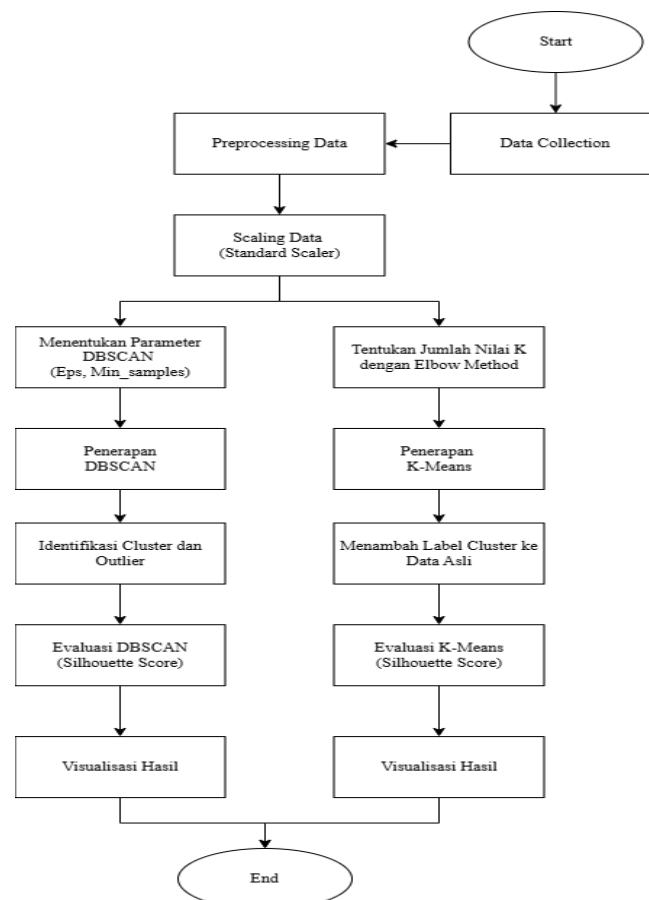 Start
Data Collection
Preprocessing Data
Scaling Data
(Standard Scaler)
Menentukan Parameter
DBSCAN
(Eps, Min_samples)
Penerapan
DBSCAN
Identifikasi Cluster dan
Outlier
Evaluasi DBSCAN
(Silhouette Score)
Visualisasi Hasil
Tentukan Jumlah Nilai K
dengan Elbow Method
Penerapan
K-Means
Menambah Label Cluster ke
Data Asli
Evaluasi K-Means
(Silhouette Score)
Visualisasi Hasil
End